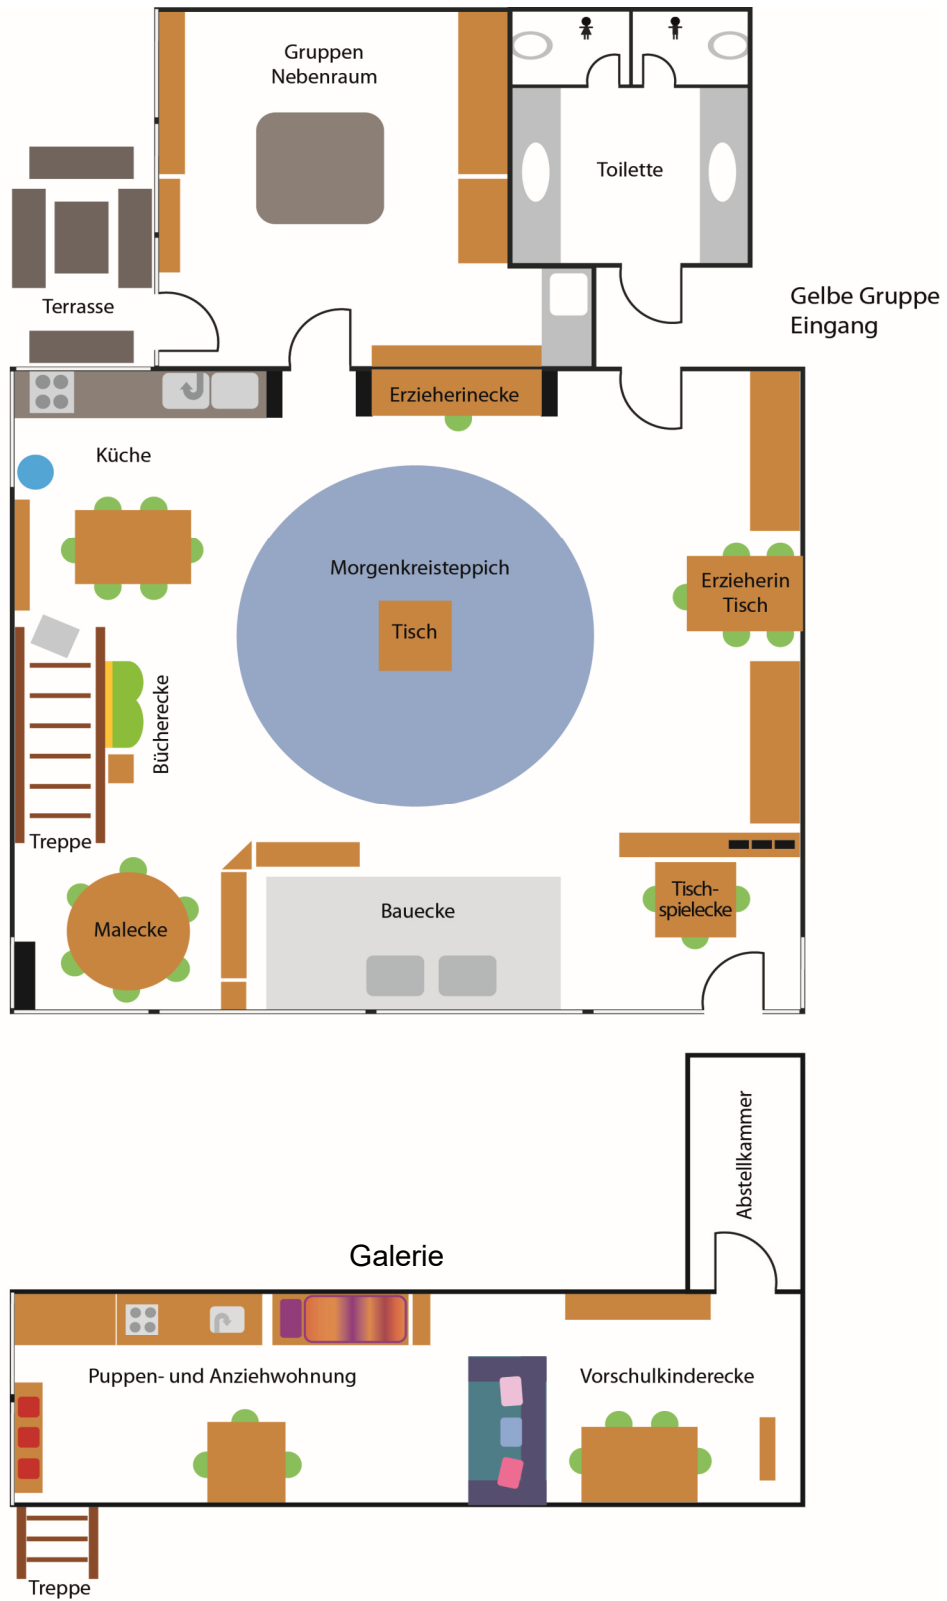 Gruppen
Nebenraum
Toilette
Terrasse
Gelbe Gruppe
Eingang
Erzieherinecke
Küche
Morgenkreisteppich
Tisch
Erzieherin
Tisch
Bücherecke
Treppe
Malecke
Bauecke
Tisch-
spielecke
Abstellkammer
Galerie
Puppen- und Anziehwohnung
Vorschulkinderecke
Treppe